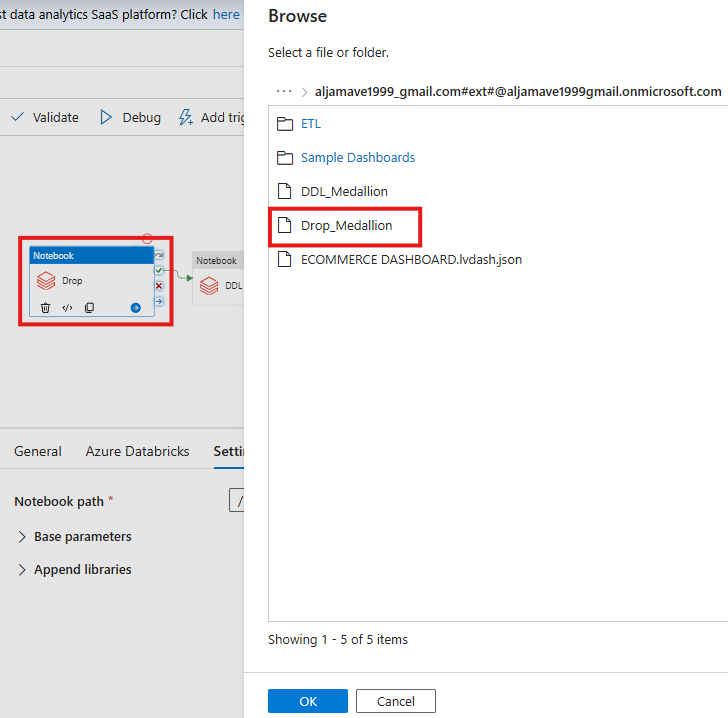 st data analytics SaaS platform? Click here
Validate
Debug
Add trig
Notebook
Drop
Notebook
DDL
General
Azure Databricks
Settin
Notebook path *
/
Base parameters
Append libraries
Browse
Select a file or folder.
··· > aljamave1999_gmail.com#ext#@aljamave1999gmail.onmicrosoft.com
ETL
Sample Dashboards
DDL_Medallion
Drop_Medallion
ECOMMERCE DASHBOARD.lvdash.json
Showing 1 - 5 of 5 items
OK
Cancel